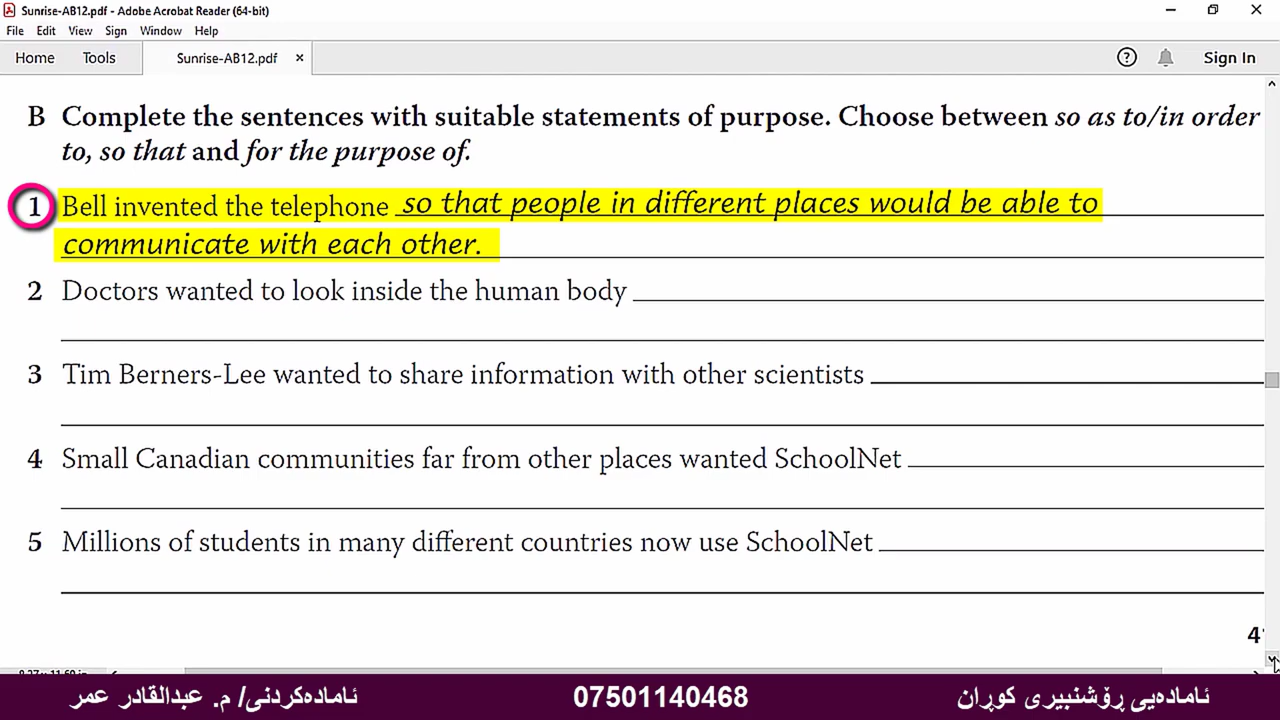 Sunrise-AB12.pdf - Adobe Acrobat Reader (64-bit)
File Edit View Sign Window Help
Home Tools Sunrise-AB12.pdf × ? Sign In
B Complete the sentences with suitable statements of purpose. Choose between so as to/in order
to, so that and for the purpose of.
1 Bell invented the telephone so that people in different places would be able to
communicate with each other.
2 Doctors wanted to look inside the human body
3 Tim Berners-Lee wanted to share information with other scientists
4 Small Canadian communities far from other places wanted SchoolNet
5 Millions of students in many different countries now use SchoolNet
ئامادەکردنی/ م. عبدالقادر عمر 07501140468 ئامادەیی ڕۆشنبیری کوڕان